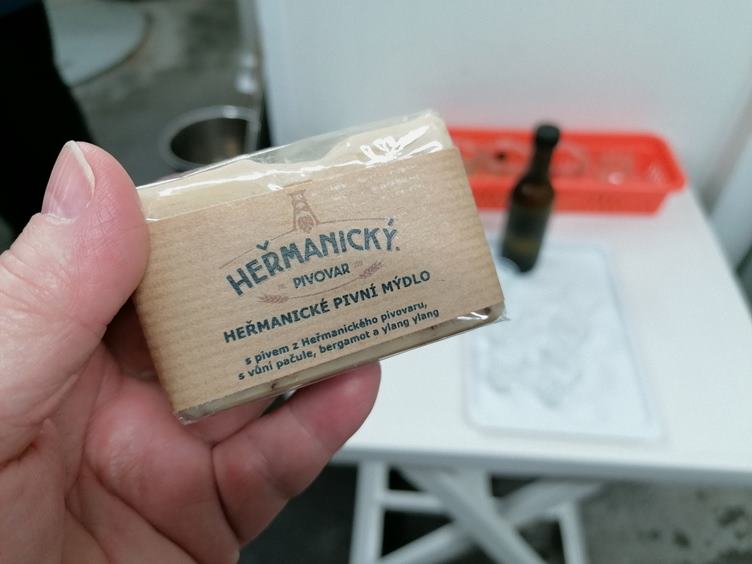 HEŘMANICKÝ
PIVOVAR
HEŘMANICKÉ PIVNÍ MÝDLO
s pivem z Heřmanického pivovaru,
s vůní pačule, bergamot a ylang ylang